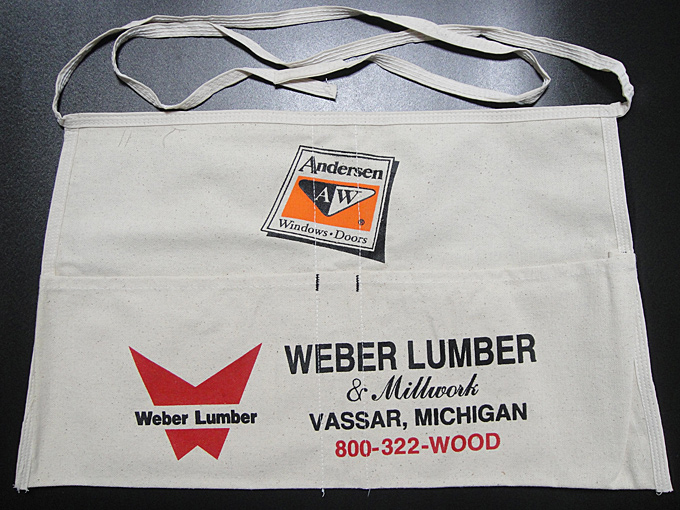 Andersen
AW
®
Windows • Doors
WEBER LUMBER
& Millwork
VASSAR, MICHIGAN
800-322-WOOD
Weber Lumber